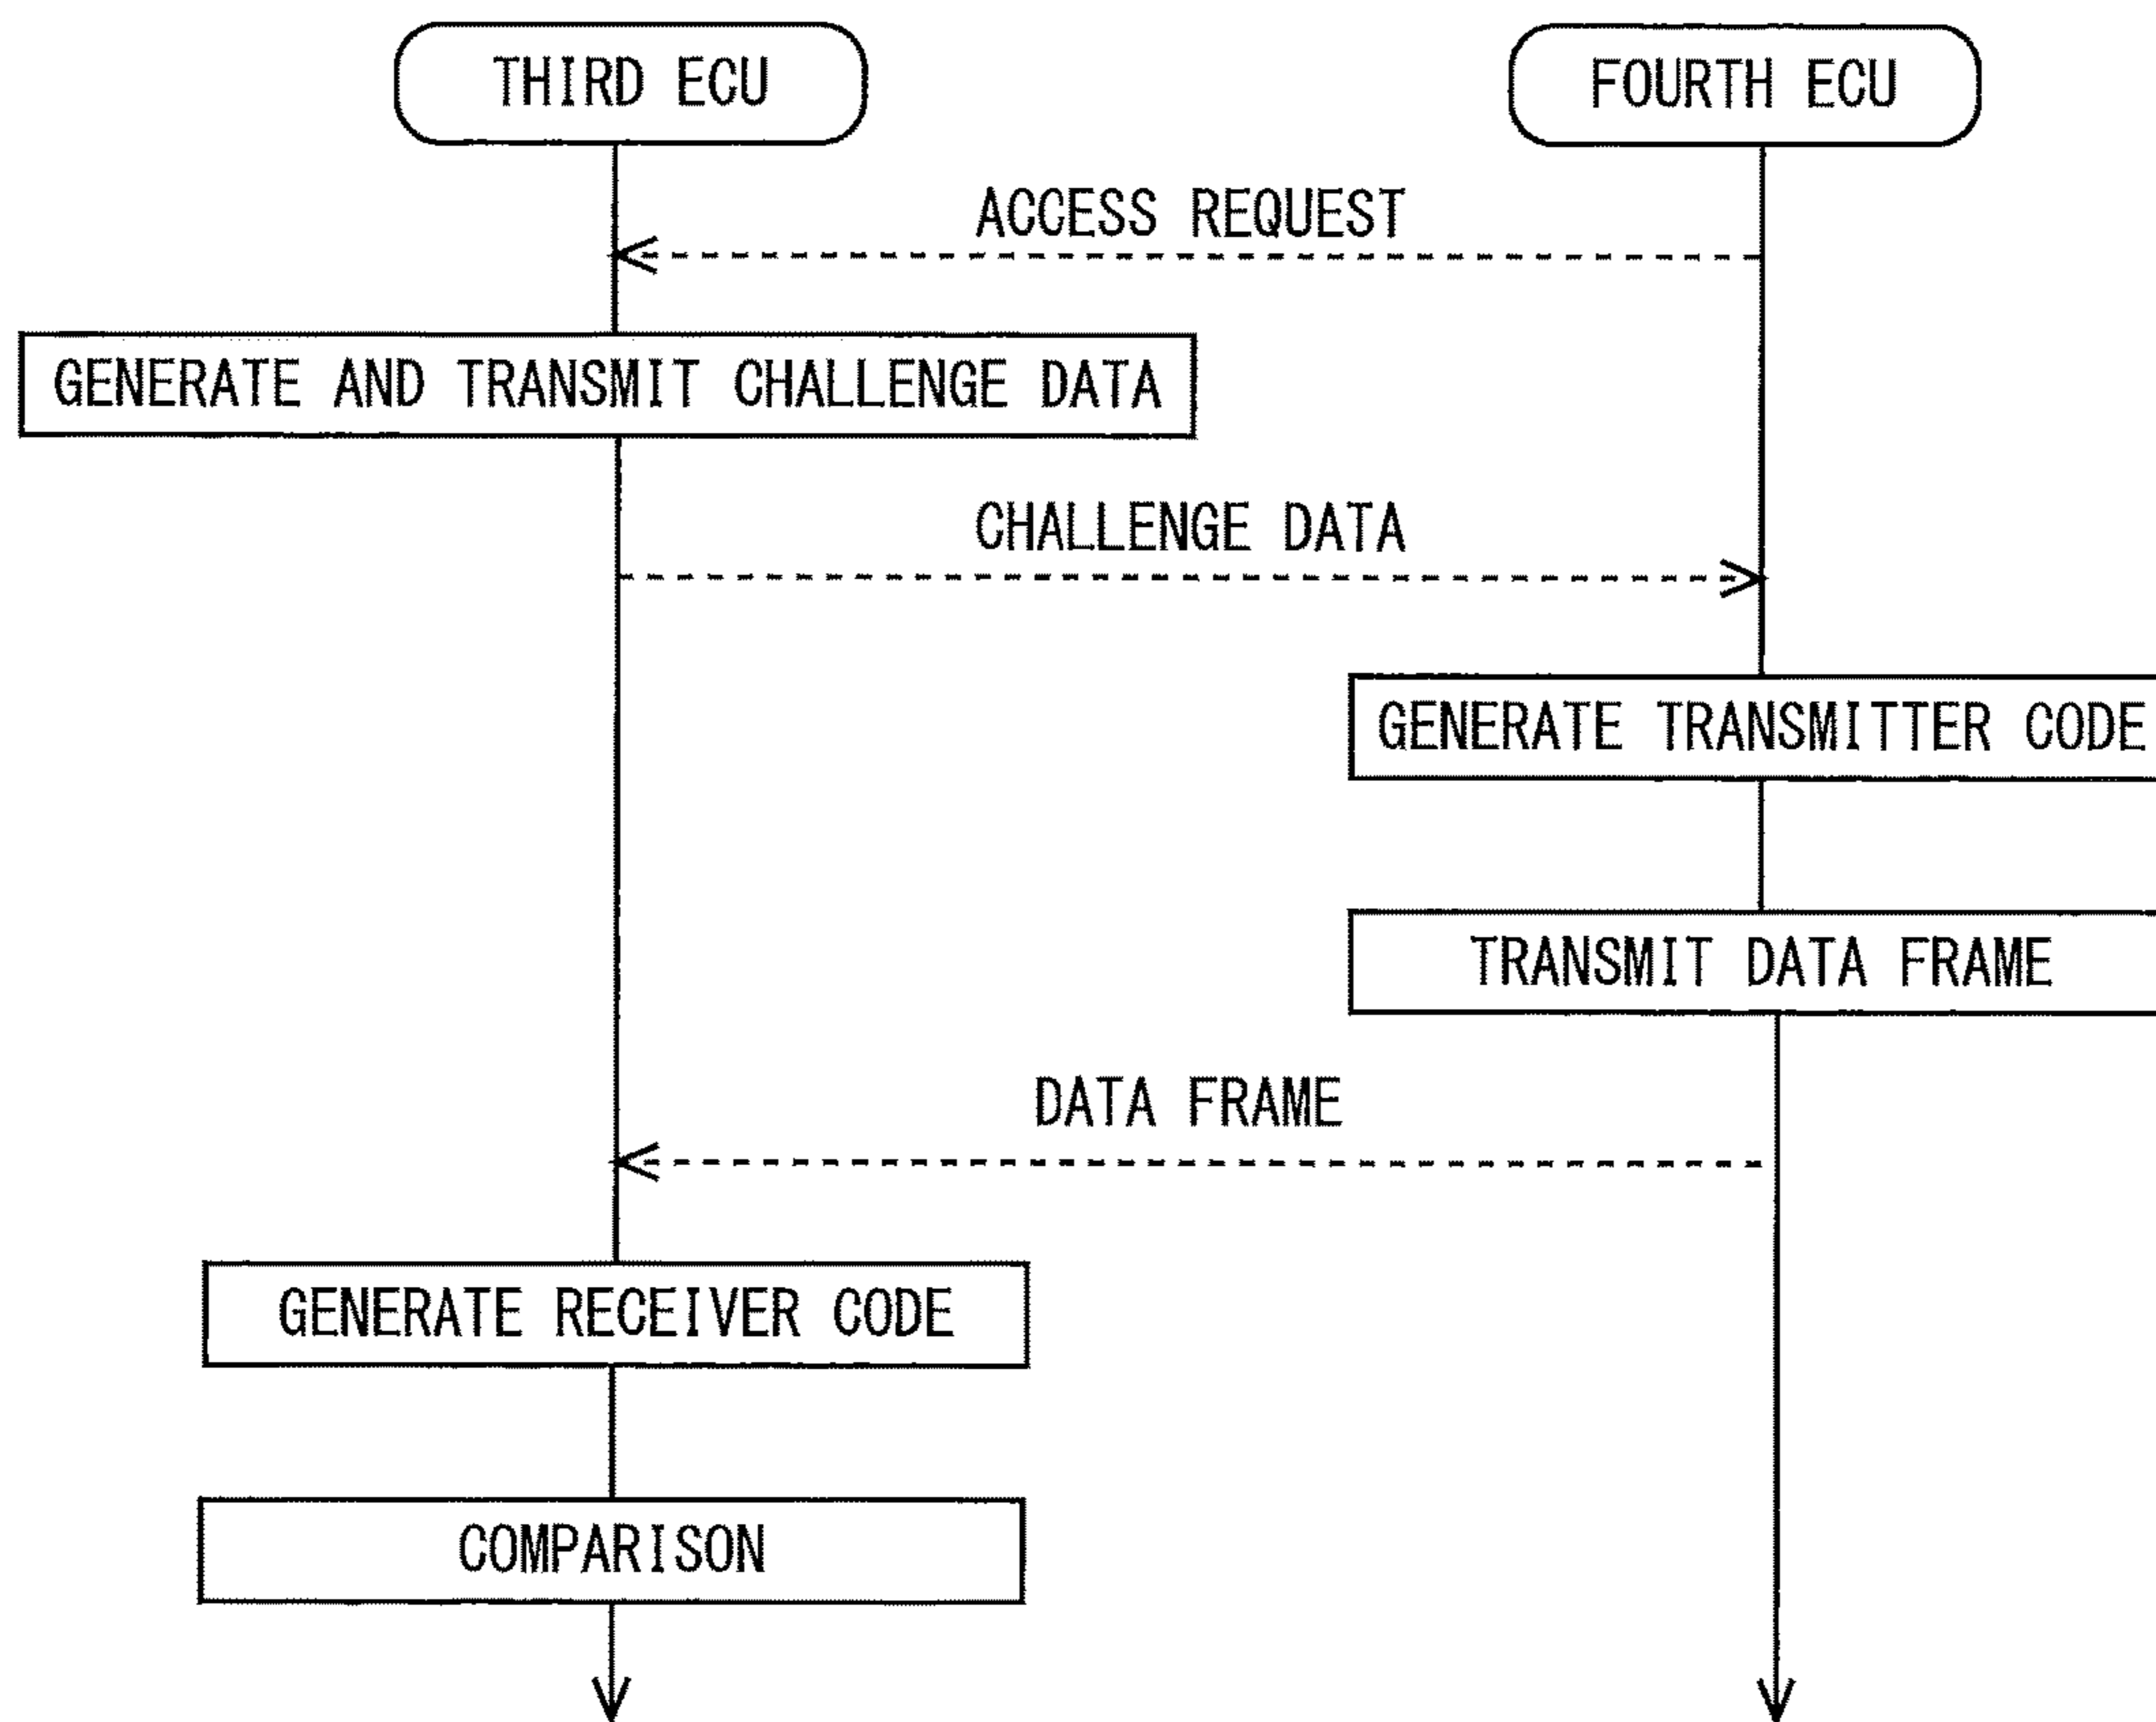 THIRD ECU
FOURTH ECU
ACCESS REQUEST
GENERATE AND TRANSMIT CHALLENGE DATA
CHALLENGE DATA
GENERATE TRANSMITTER CODE
TRANSMIT DATA FRAME
DATA FRAME
GENERATE RECEIVER CODE
COMPARISON